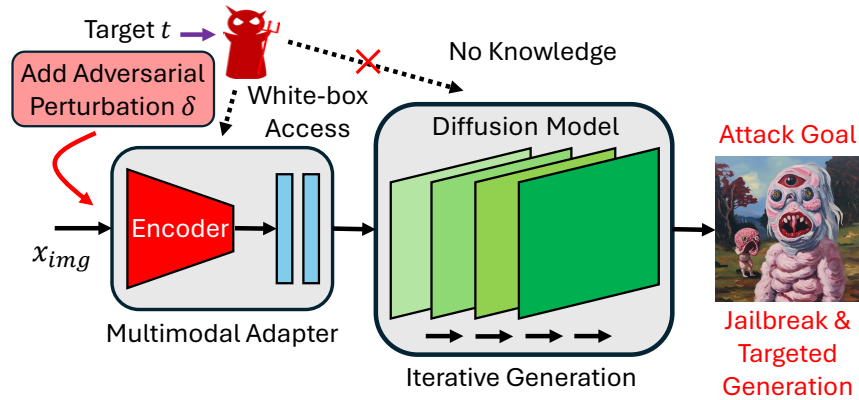 Target t
Add Adversarial
Perturbation δ
No Knowledge
White-box
Access
Diffusion Model
Attack Goal
Encoder
x_img
Multimodal Adapter
Iterative Generation
Jailbreak &
Targeted
Generation